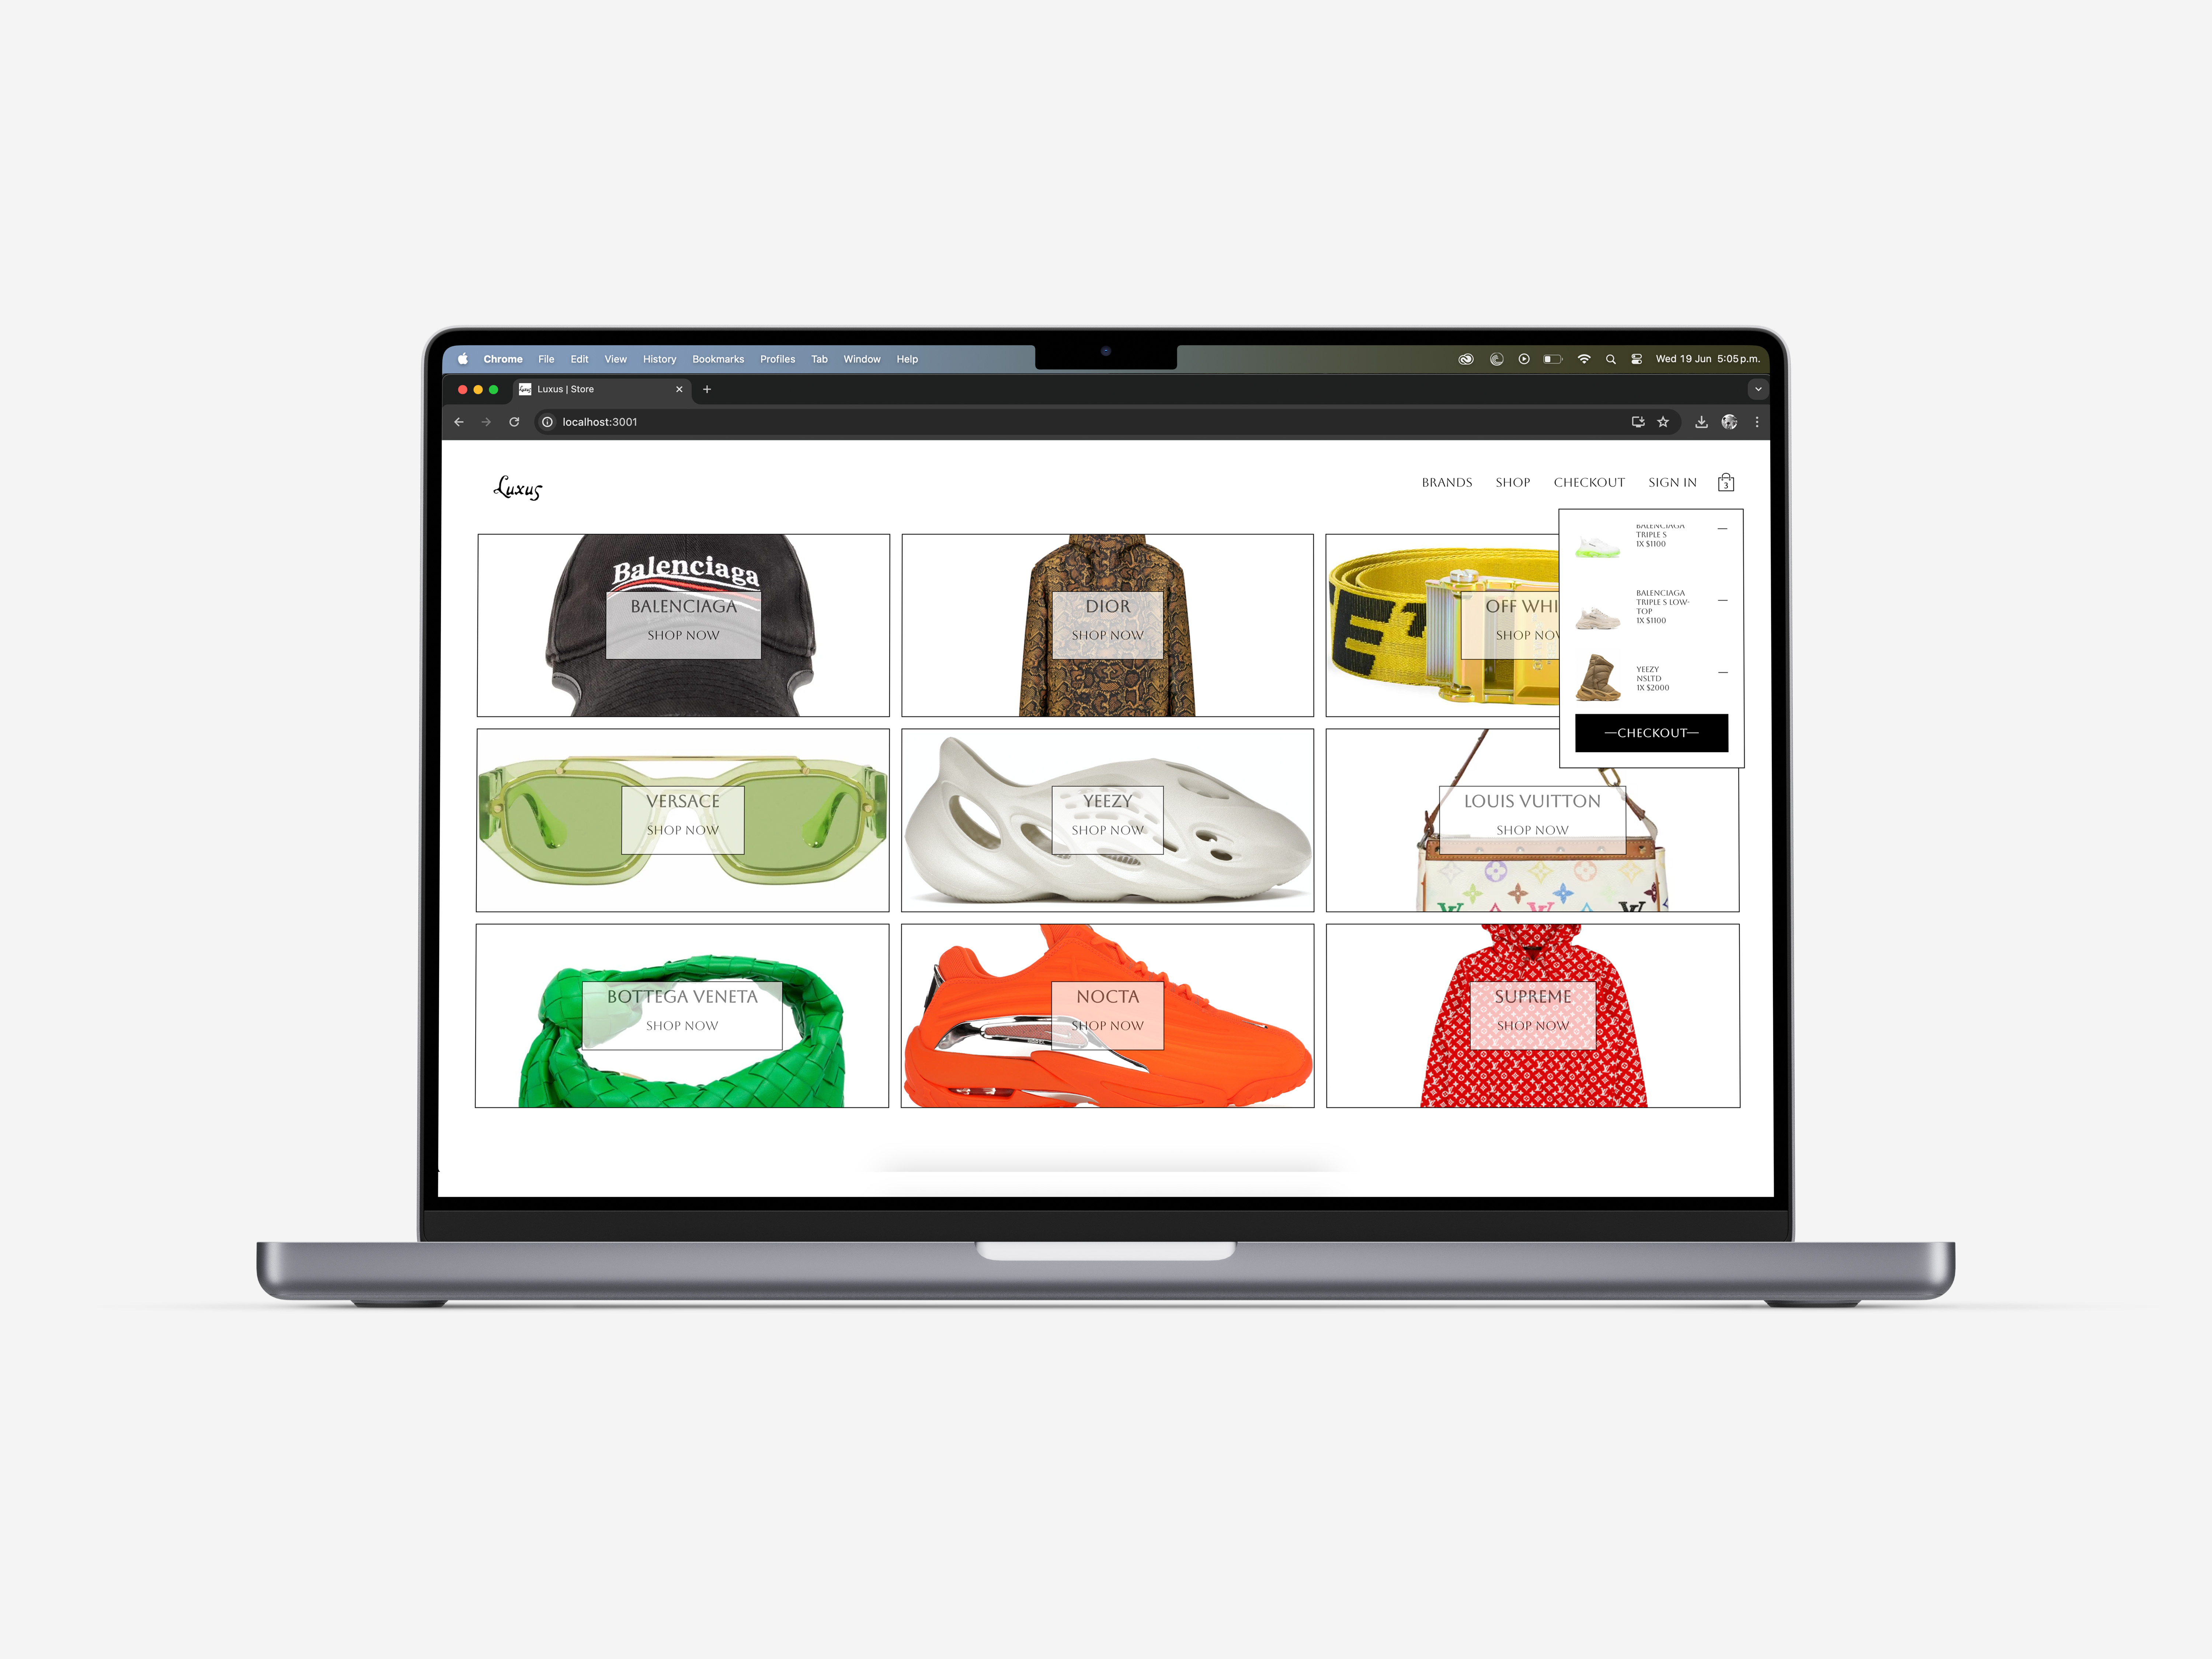 Chrome File Edit View History Bookmarks Profiles Tab Window Help Wed 19 Jun 5:05 p.m.
Luxus | Store
localhost:3001
Luxus
BRANDS SHOP CHECKOUT SIGN IN 3
BALENCIAGA
TRIPLE S
1X $1100
BALENCIAGA
TRIPLE S LOW-
TOP
1X $1100
YEEZY
NSLTD
1X $2000
—CHECKOUT—
Balenciaga
BALENCIAGA
SHOP NOW
DIOR
SHOP NOW
OFF WHI
SHOP NOW
VERSACE
SHOP NOW
YEEZY
SHOP NOW
LOUIS VUITTON
SHOP NOW
BOTTEGA VENETA
SHOP NOW
NOCTA
SHOP NOW
SUPREME
SHOP NOW